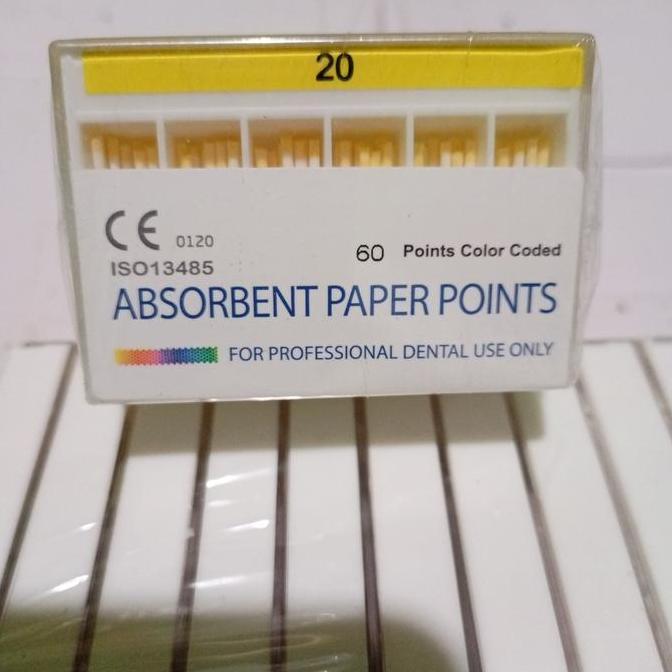 20
CE 0120
60 Points Color Coded
ISO13485
ABSORBENT PAPER POINTS
FOR PROFESSIONAL DENTAL USE ONLY